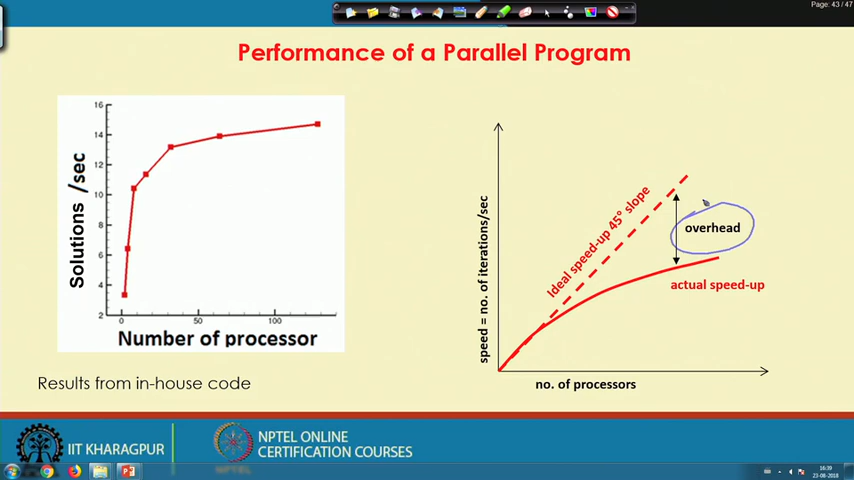 Page: 43 / 47
Performance of a Parallel Program
16
14
12
10
8
6
4
2
Solutions /sec
0
50
100
Number of processor
Results from in-house code
speed = no. of iterations/sec
Ideal speed-up 45° slope
overhead
actual speed-up
no. of processors
IIT KHARAGPUR
NPTEL ONLINE
CERTIFICATION COURSES
NPTEL
16:39
23-08-2018